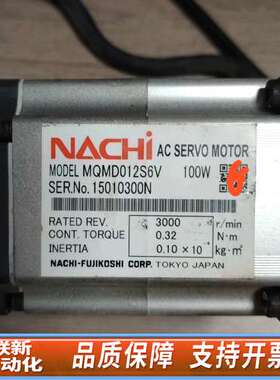 NACHi AC SERVO MOTOR
MODEL MQMD012S6V 100W
SER.No. 15010300N
RATED REV. 3000 r/min
CONT. TORQUE 0.32 N·m
INERTIA 0.10 × 10 kg·m²
NACHI-FUJIKOSHI CORP. TOKYO JAPAN
新
动化
品质保障 支持开票